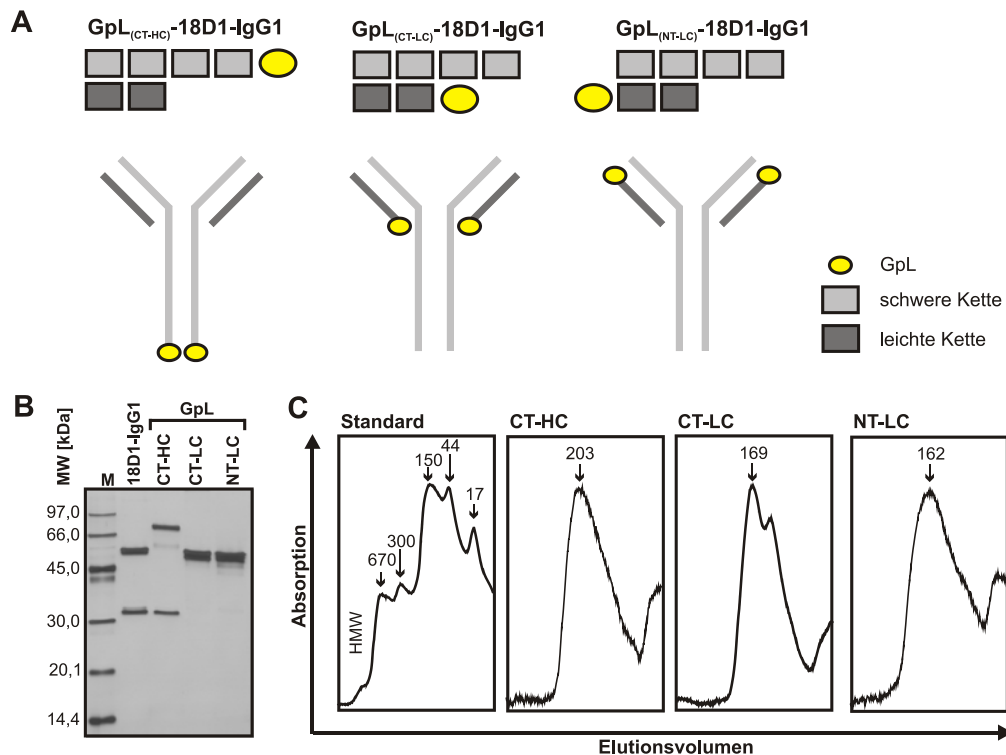 A
GpL(CT-HC)-18D1-IgG1
GpL(CT-LC)-18D1-IgG1
GpL(NT-LC)-18D1-IgG1
GpL
schwere Kette
leichte Kette
B
MW [kDa]
M
18D1-IgG1
GpL
CT-HC
CT-LC
NT-LC
97,0
66,0
45,0
30,0
20,1
14,4
C
Absorption
Standard
HMW
670
300
150
44
17
CT-HC
203
CT-LC
169
NT-LC
162
Elutionsvolumen